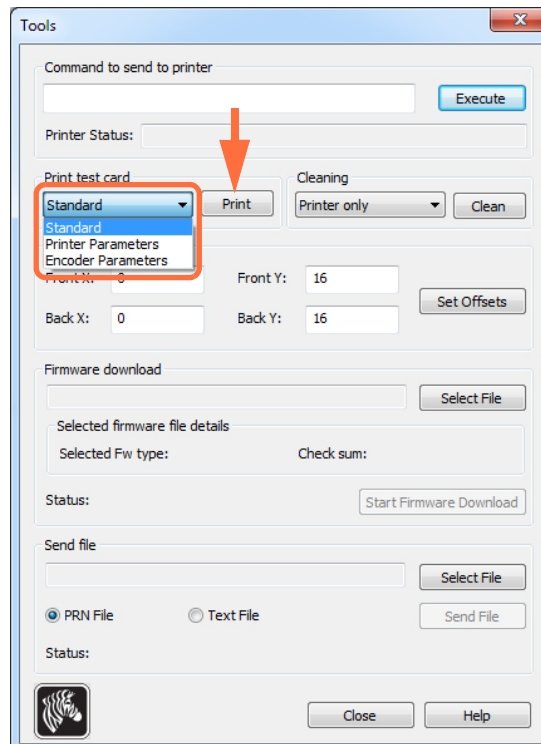 Tools
Command to send to printer
Execute
Printer Status:
Print test card
Cleaning
Standard
Print
Printer only
Clean
Standard
Printer Parameters
Encoder Parameters
Front X: 0
Front Y: 16
Set Offsets
Back X: 0
Back Y: 16
Firmware download
Select File
Selected firmware file details
Selected Fw type:
Check sum:
Status:
Start Firmware Download
Send file
Select File
PRN File
Text File
Send File
Status:
Close
Help